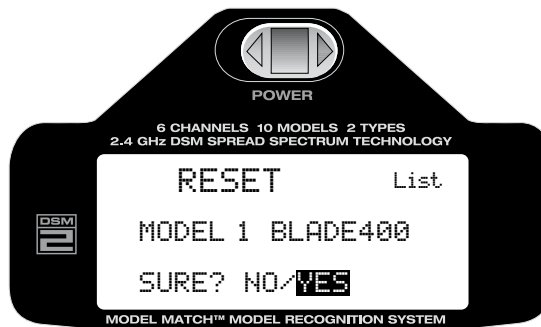 POWER
6 CHANNELS 10 MODELS 2 TYPES
2.4 GHz DSM SPREAD SPECTRUM TECHNOLOGY
RESET List
DSM
2
MODEL 1 BLADE400
SURE? NO/YES
MODEL MATCH™ MODEL RECOGNITION SYSTEM